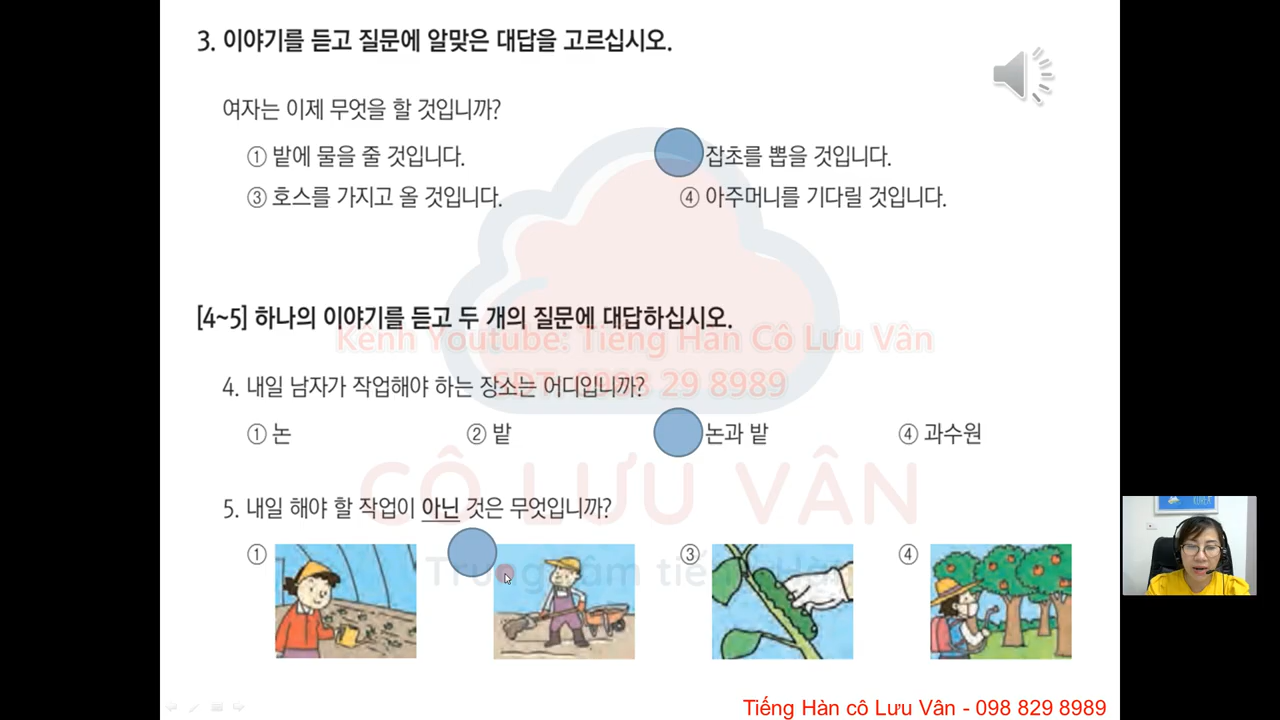 3. 이야기를 듣고 질문에 알맞은 대답을 고르십시오.
여자는 이제 무엇을 할 것입니까?
① 밭에 물을 줄 것입니다. 잡초를 뽑을 것입니다.
③ 호스를 가지고 올 것입니다. ④ 아주머니를 기다릴 것입니다.
[4~5] 하나의 이야기를 듣고 두 개의 질문에 대답하십시오.
Kênh Youtube: Tiếng Hàn Cô Lưu Vân
SĐT: 0988 29 8989
4. 내일 남자가 작업해야 하는 장소는 어디입니까?
① 논 ② 밭 논과 밭 ④ 과수원
CÔ LƯU VÂN
5. 내일 해야 할 작업이 아닌 것은 무엇입니까?
① ③ ④
Trung tâm tiếng Hàn
Tiếng Hàn cô Lưu Vân - 098 829 8989